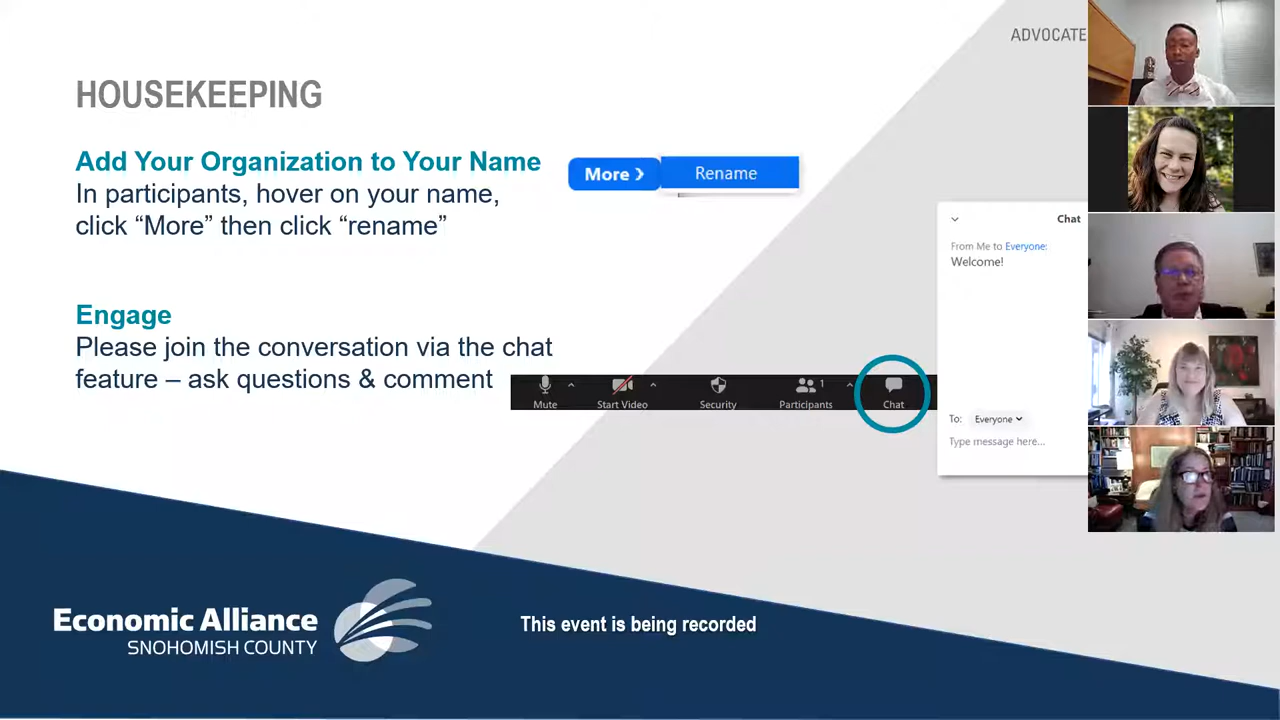 ADVOCATE
HOUSEKEEPING
Add Your Organization to Your Name
In participants, hover on your name,
click “More” then click “rename”
More ❯
Rename
Engage
Please join the conversation via the chat
feature – ask questions & comment
Mute
Start Video
Security
Participants
1
Chat
Chat
From Me to Everyone:
Welcome!
To: Everyone
Type message here...
Economic Alliance
SNOHOMISH COUNTY
This event is being recorded